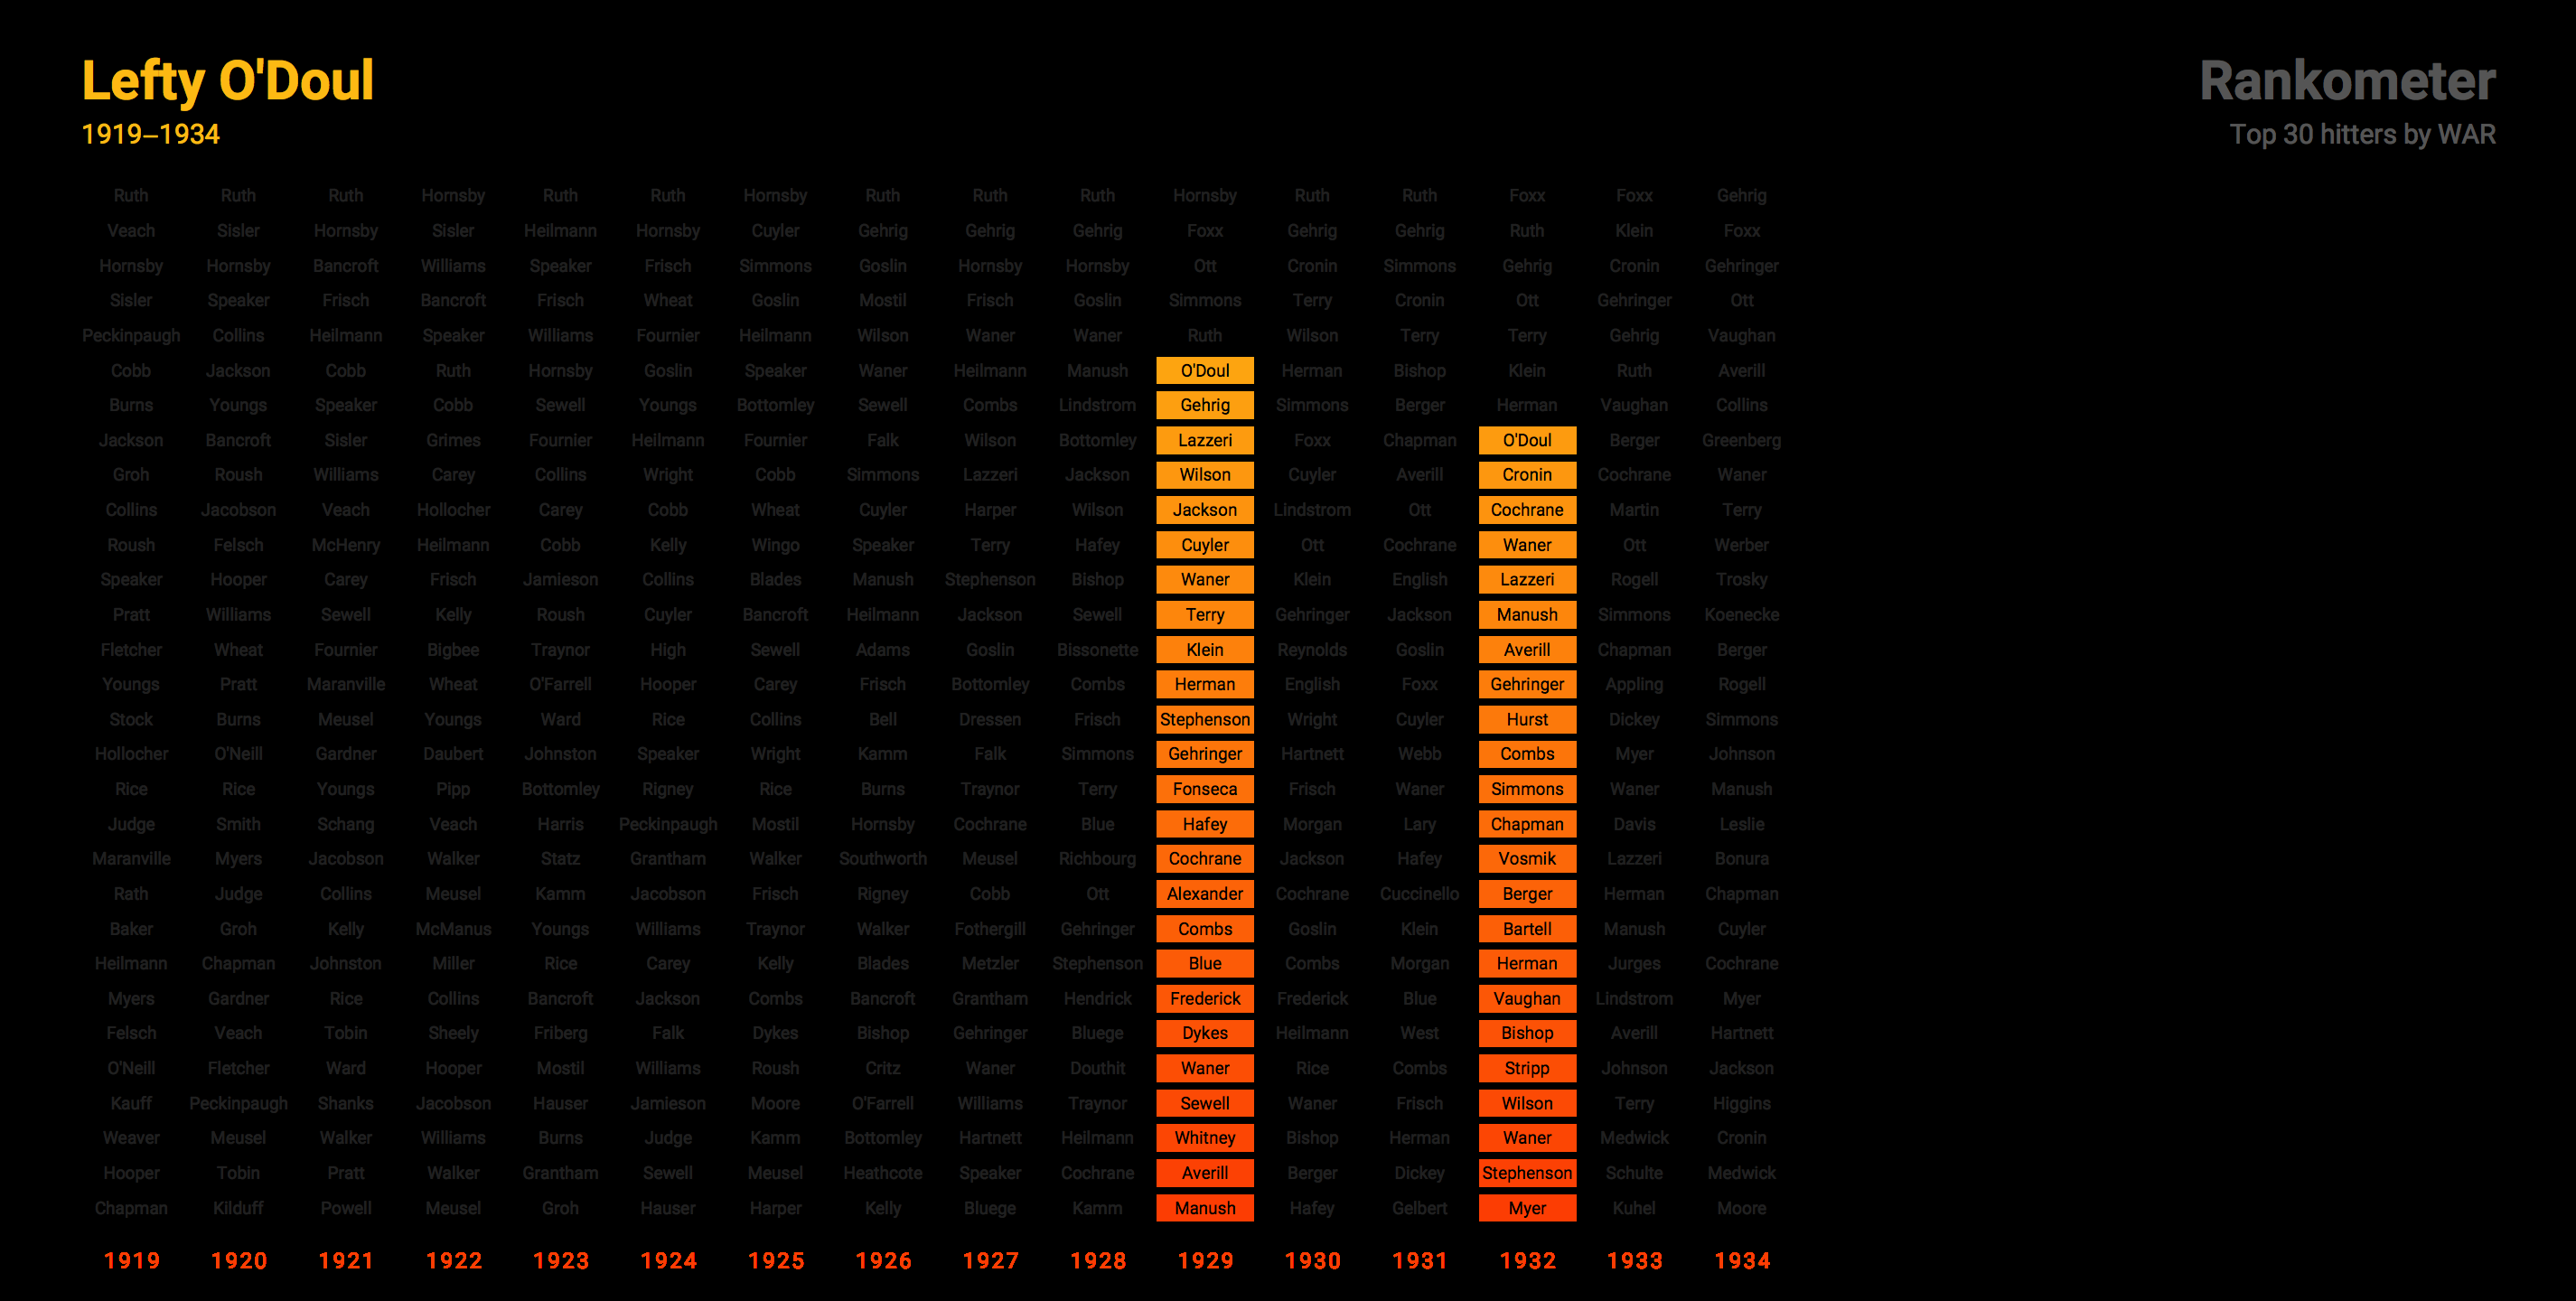 Lefty O'Doul
1919–1934
Rankometer
Top 30 hitters by WAR
Ruth Ruth Ruth Hornsby Ruth Ruth Hornsby Ruth Ruth Ruth Hornsby Ruth Ruth Foxx Foxx Gehrig
Veach Sisler Hornsby Sisler Heilmann Hornsby Cuyler Gehrig Gehrig Gehrig Foxx Gehrig Gehrig Ruth Klein Foxx
Hornsby Hornsby Bancroft Williams Speaker Frisch Simmons Goslin Hornsby Hornsby Ott Cronin Simmons Gehrig Cronin Gehringer
Sisler Speaker Frisch Bancroft Frisch Wheat Goslin Mostil Frisch Goslin Simmons Terry Cronin Ott Gehringer Ott
Peckinpaugh Collins Heilmann Speaker Williams Fournier Heilmann Wilson Waner Waner Ruth Wilson Terry Terry Gehrig Vaughan
Cobb Jackson Cobb Ruth Hornsby Goslin Speaker Waner Heilmann Manush O'Doul Herman Bishop Klein Ruth Averill
Burns Youngs Speaker Cobb Sewell Youngs Bottomley Sewell Combs Lindstrom Gehrig Simmons Berger Herman Vaughan Collins
Jackson Bancroft Sisler Grimes Fournier Heilmann Fournier Falk Wilson Bottomley Lazzeri Foxx Chapman O'Doul Berger Greenberg
Groh Roush Williams Carey Collins Wright Cobb Simmons Lazzeri Jackson Wilson Cuyler Averill Cronin Cochrane Waner
Collins Jacobson Veach Hollocher Carey Cobb Wheat Cuyler Harper Wilson Jackson Lindstrom Ott Cochrane Martin Terry
Roush Felsch McHenry Heilmann Cobb Kelly Wingo Speaker Terry Hafey Cuyler Ott Cochrane Waner Ott Werber
Speaker Hooper Carey Frisch Jamieson Collins Blades Manush Stephenson Bishop Waner Klein English Lazzeri Rogell Trosky
Pratt Williams Sewell Kelly Roush Cuyler Bancroft Heilmann Jackson Sewell Terry Gehringer Jackson Manush Simmons Koenecke
Fletcher Wheat Fournier Bigbee Traynor High Sewell Adams Goslin Bissonette Klein Reynolds Goslin Averill Chapman Berger
Youngs Pratt Maranville Wheat O'Farrell Hooper Carey Frisch Bottomley Combs Herman English Foxx Gehringer Appling Rogell
Stock Burns Meusel Youngs Ward Rice Collins Bell Dressen Frisch Stephenson Wright Cuyler Hurst Dickey Simmons
Hollocher O'Neill Gardner Daubert Johnston Speaker Wright Kamm Falk Simmons Gehringer Hartnett Webb Combs Myer Johnson
Rice Rice Youngs Pipp Bottomley Rigney Rice Burns Traynor Terry Fonseca Frisch Waner Simmons Waner Manush
Judge Smith Schang Veach Harris Peckinpaugh Mostil Hornsby Cochrane Blue Hafey Morgan Lary Chapman Davis Leslie
Maranville Myers Jacobson Walker Statz Grantham Walker Southworth Meusel Richbourg Cochrane Jackson Hafey Vosmik Lazzeri Bonura
Rath Judge Collins Meusel Kamm Jacobson Frisch Rigney Cobb Ott Alexander Cochrane Cuccinello Berger Herman Chapman
Baker Groh Kelly McManus Youngs Williams Traynor Walker Fothergill Gehringer Combs Goslin Klein Bartell Manush Cuyler
Heilmann Chapman Johnston Miller Rice Carey Kelly Blades Metzler Stephenson Blue Combs Morgan Herman Jurges Cochrane
Myers Gardner Rice Collins Bancroft Jackson Combs Bancroft Grantham Hendrick Frederick Frederick Blue Vaughan Lindstrom Myer
Felsch Veach Tobin Sheely Friberg Falk Dykes Bishop Gehringer Bluege Dykes Heilmann West Bishop Averill Hartnett
O'Neill Fletcher Ward Hooper Mostil Williams Roush Critz Waner Douthit Waner Rice Combs Stripp Johnson Jackson
Kauff Peckinpaugh Shanks Jacobson Hauser Jamieson Moore O'Farrell Williams Traynor Sewell Waner Frisch Wilson Terry Higgins
Weaver Meusel Walker Williams Burns Judge Kamm Bottomley Hartnett Heilmann Whitney Bishop Herman Waner Medwick Cronin
Hooper Tobin Pratt Walker Grantham Sewell Meusel Heathcote Speaker Cochrane Averill Berger Dickey Stephenson Schulte Medwick
Chapman Kilduff Powell Meusel Groh Hauser Harper Kelly Bluege Kamm Manush Hafey Gelbert Myer Kuhel Moore
1919 1920 1921 1922 1923 1924 1925 1926 1927 1928 1929 1930 1931 1932 1933 1934